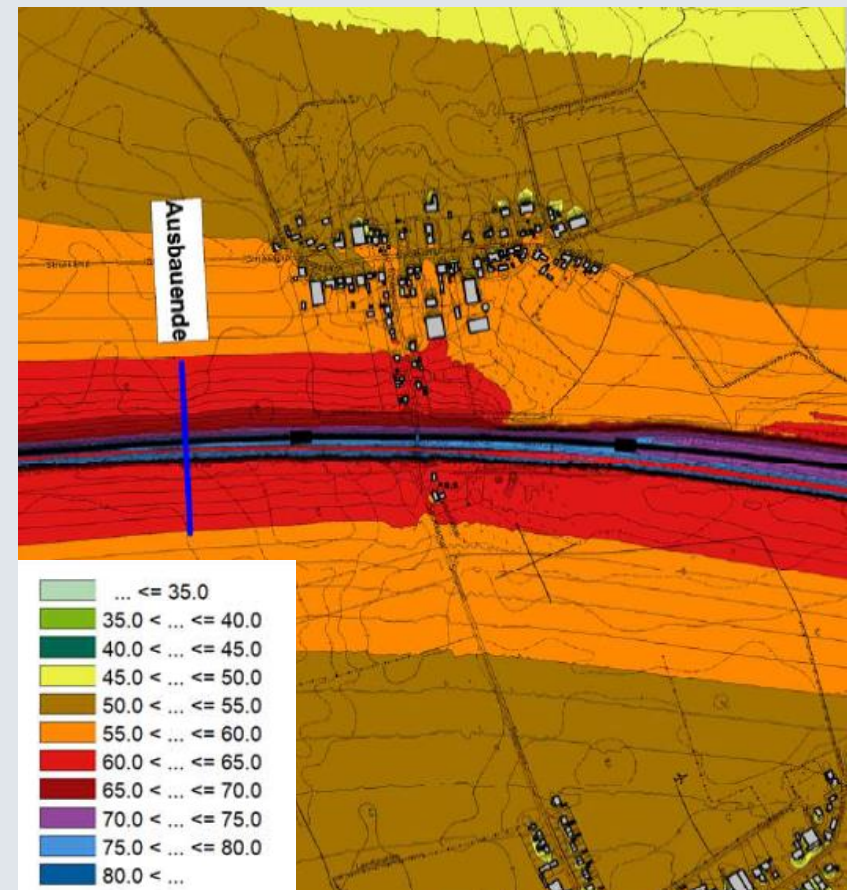 Ausbauende
... <= 35.0
35.0 < ... <= 40.0
40.0 < ... <= 45.0
45.0 < ... <= 50.0
50.0 < ... <= 55.0
55.0 < ... <= 60.0
60.0 < ... <= 65.0
65.0 < ... <= 70.0
70.0 < ... <= 75.0
75.0 < ... <= 80.0
80.0 < ...